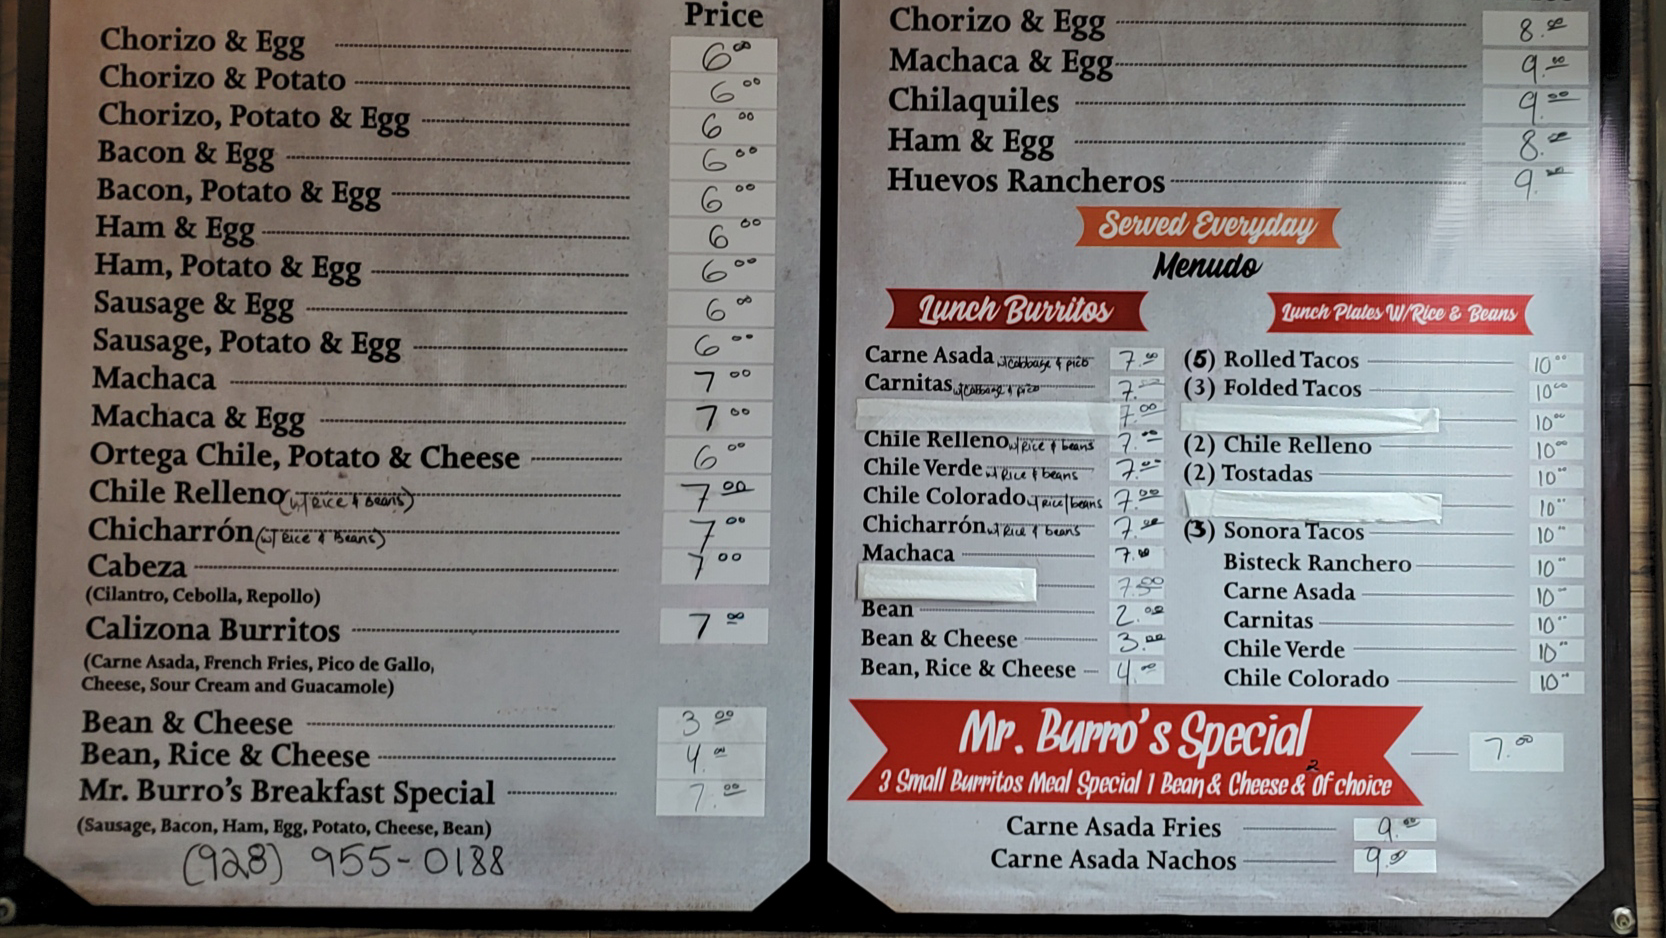 Price
Chorizo & Egg 6.00
Chorizo & Potato 6.00
Chorizo, Potato & Egg 6.00
Bacon & Egg 6.00
Bacon, Potato & Egg 6.00
Ham & Egg 6.00
Ham, Potato & Egg 6.00
Sausage & Egg 6.00
Sausage, Potato & Egg 6.00
Machaca 7.00
Machaca & Egg 7.00
Ortega Chile, Potato & Cheese 6.00
Chile Relleno (w/Rice & Beans) 7.00
Chicharrón (w/Rice & Beans) 7.00
Cabeza 7.00
(Cilantro, Cebolla, Repollo)
Calizona Burritos 7.00
(Carne Asada, French Fries, Pico de Gallo,
Cheese, Sour Cream and Guacamole)
Bean & Cheese 3.00
Bean, Rice & Cheese 4.00
Mr. Burro's Breakfast Special 7.00
(Sausage, Bacon, Ham, Egg, Potato, Cheese, Bean)
(928) 955-0188
Chorizo & Egg 8.00
Machaca & Egg 9.00
Chilaquiles 9.00
Ham & Egg 8.00
Huevos Rancheros 9.00
Served Everyday
Menudo
Lunch Burritos
Carne Asada w/Cabbage & pico 7.00
Carnitas w/Cabbage & pico 7.00
7.00
Chile Relleno w/Rice & beans 7.00
Chile Verde w/Rice & beans 7.00
Chile Colorado w/Rice/beans 7.00
Chicharrón w/Rice & beans 7.00
Machaca 7.00
7.50
Bean 2.00
Bean & Cheese 3.00
Bean, Rice & Cheese 4.00
Lunch Plates W/Rice & Beans
(5) Rolled Tacos 10.00
(3) Folded Tacos 10.00
10.00
(2) Chile Relleno 10.00
(2) Tostadas 10.00
10.00
(3) Sonora Tacos 10.00
Bisteck Ranchero 10.00
Carne Asada 10.00
Carnitas 10.00
Chile Verde 10.00
Chile Colorado 10.00
Mr. Burro's Special 7.00
3 Small Burritos Meal Special 1 Bean & Cheese & 2 Of choice
Carne Asada Fries 9.00
Carne Asada Nachos 9.00